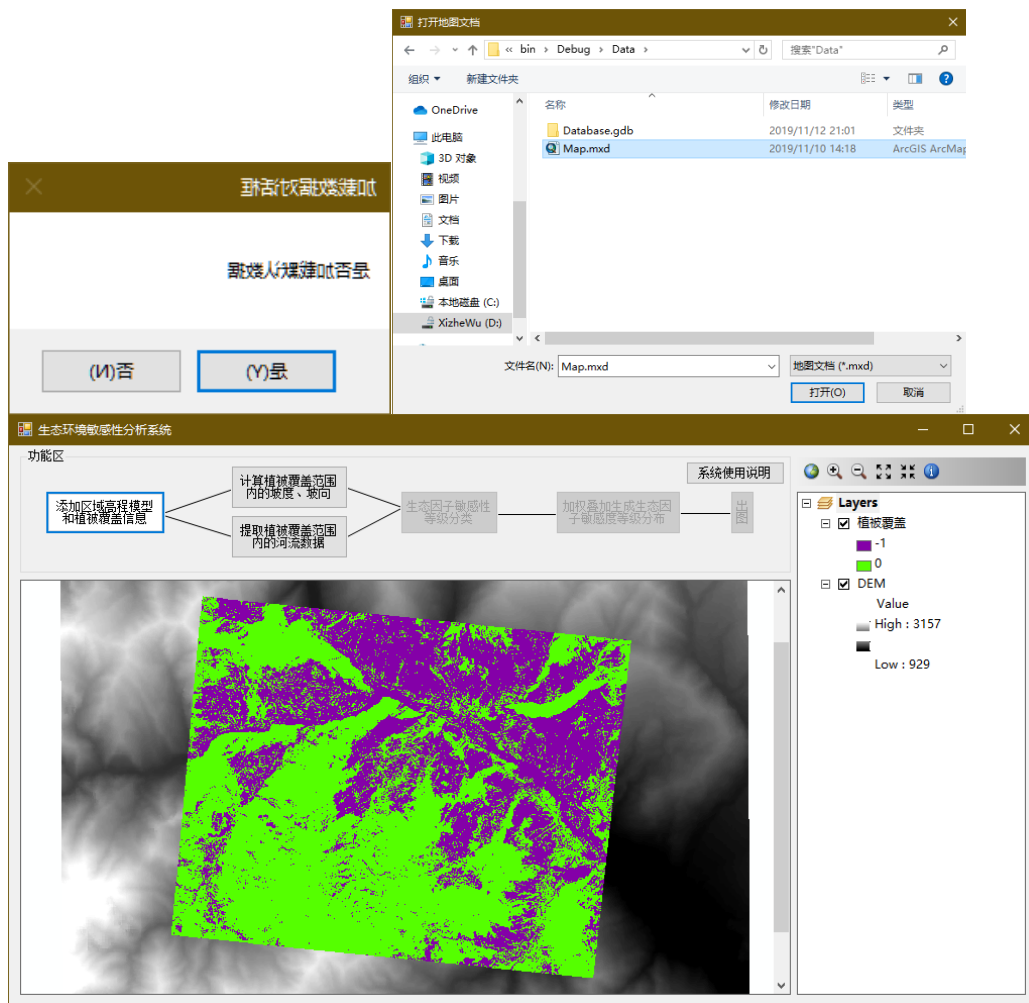 打开地图文档
« bin › Debug › Data ›
搜索"Data"
组织
新建文件夹
名称
修改日期
类型
OneDrive
此电脑
3D 对象
视频
图片
文档
下载
音乐
桌面
本地磁盘 (C:)
XizheWu (D:)
Database.gdb
2019/11/12 21:01
文件夹
Map.mxd
2019/11/10 14:18
ArcGIS ArcMap
文件名(N):
Map.mxd
地图文档 (*.mxd)
打开(O)
取消
加载数据对话框
是否加载默认数据
是(Y)
否(N)
生态环境敏感性分析系统
功能区
添加区域高程模型
和植被覆盖信息
计算植被覆盖范围
内的坡度、坡向
提取植被覆盖范围
内的河流数据
生态因子敏感性
等级分类
加权叠加生成生态因
子敏感度等级分布
出
图
系统使用说明
Layers
植被覆盖
-1
0
DEM
Value
High : 3157
Low : 929